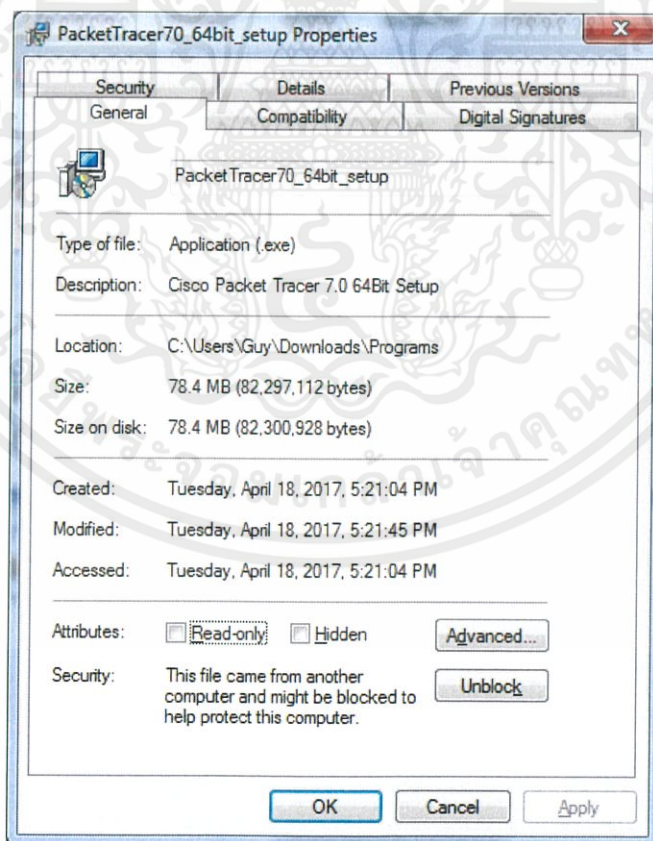 PacketTracer70_64bit_setup Properties
Security Details Previous Versions
General Compatibility Digital Signatures
PacketTracer70_64bit_setup
Type of file: Application (.exe)
Description: Cisco Packet Tracer 7.0 64Bit Setup
Location: C:\Users\Guy\Downloads\Programs
Size: 78.4 MB (82,297,112 bytes)
Size on disk: 78.4 MB (82,300,928 bytes)
Created: Tuesday, April 18, 2017, 5:21:04 PM
Modified: Tuesday, April 18, 2017, 5:21:45 PM
Accessed: Tuesday, April 18, 2017, 5:21:04 PM
Attributes: Read-only Hidden Advanced...
Security: This file came from another
computer and might be blocked to
help protect this computer.
Unblock
OK Cancel Apply